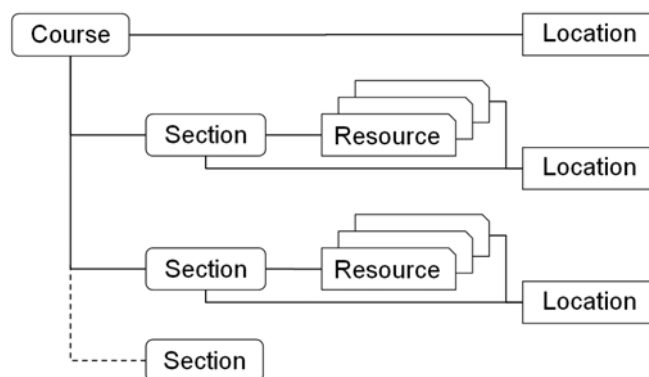 Course
Location
Section
Resource
Location
Section
Resource
Location
Section